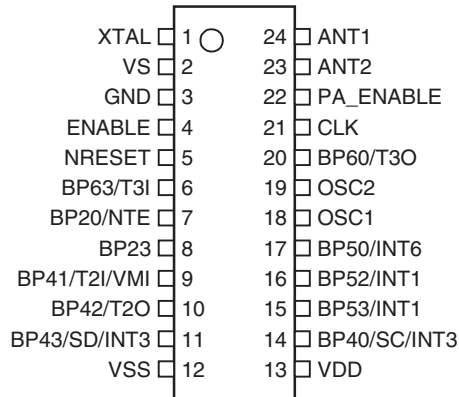 XTAL 1 24 ANT1
VS 2 23 ANT2
GND 3 22 PA_ENABLE
ENABLE 4 21 CLK
NRESET 5 20 BP60/T3O
BP63/T3I 6 19 OSC2
BP20/NTE 7 18 OSC1
BP23 8 17 BP50/INT6
BP41/T2I/VMI 9 16 BP52/INT1
BP42/T2O 10 15 BP53/INT1
BP43/SD/INT3 11 14 BP40/SC/INT3
VSS 12 13 VDD